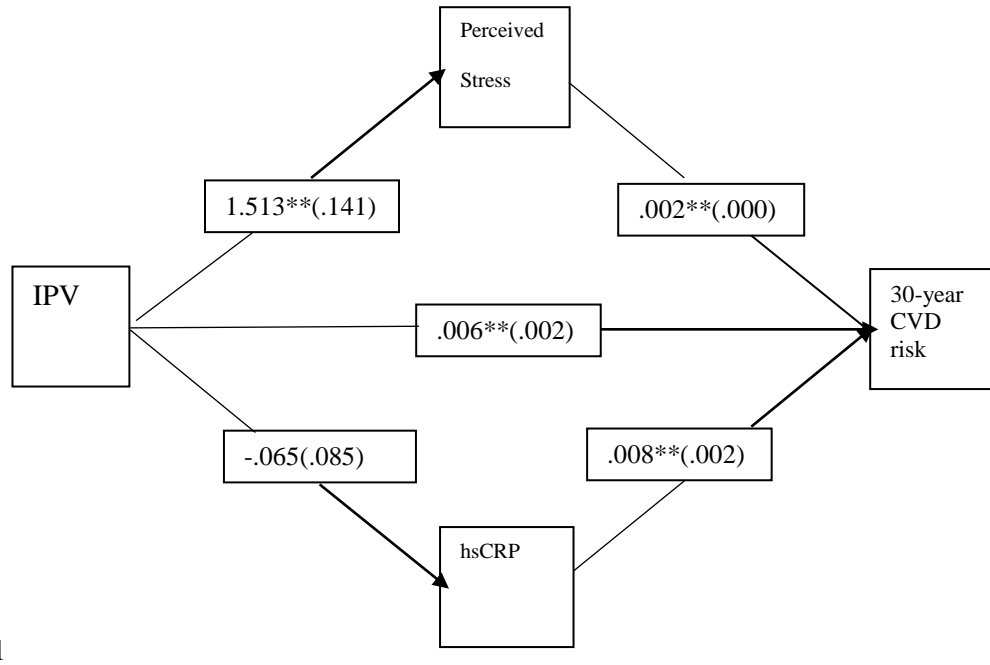 Perceived
Stress
1.513**(.141)
.002**(.000)
IPV
.006**(.002)
30-year
CVD
risk
-.065(.085)
.008**(.002)
hsCRP